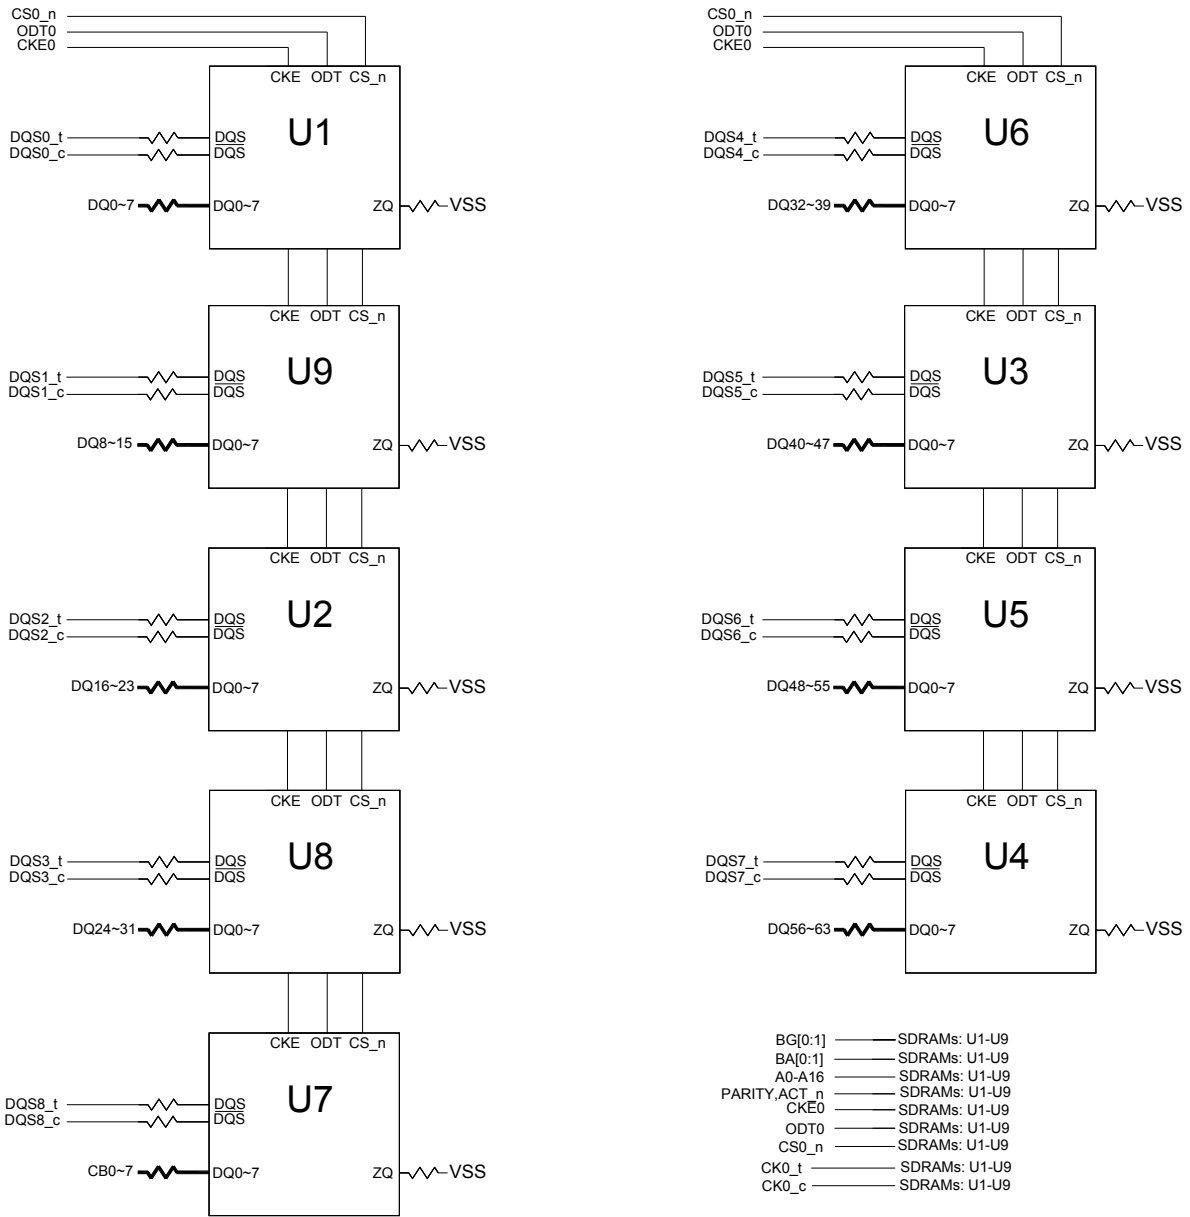 CS0_n
ODT0
CKE0
CKE ODT CS_n
U1
DQS0_t DQS
DQS0_c DQS
DQ0~7 DQ0~7 ZQ VSS
CKE ODT CS_n
U9
DQS1_t DQS
DQS1_c DQS
DQ8~15 DQ0~7 ZQ VSS
CKE ODT CS_n
U2
DQS2_t DQS
DQS2_c DQS
DQ16~23 DQ0~7 ZQ VSS
CKE ODT CS_n
U8
DQS3_t DQS
DQS3_c DQS
DQ24~31 DQ0~7 ZQ VSS
CKE ODT CS_n
U7
DQS8_t DQS
DQS8_c DQS
CB0~7 DQ0~7 ZQ VSS
CS0_n
ODT0
CKE0
CKE ODT CS_n
U6
DQS4_t DQS
DQS4_c DQS
DQ32~39 DQ0~7 ZQ VSS
CKE ODT CS_n
U3
DQS5_t DQS
DQS5_c DQS
DQ40~47 DQ0~7 ZQ VSS
CKE ODT CS_n
U5
DQS6_t DQS
DQS6_c DQS
DQ48~55 DQ0~7 ZQ VSS
CKE ODT CS_n
U4
DQS7_t DQS
DQS7_c DQS
DQ56~63 DQ0~7 ZQ VSS
BG[0:1] SDRAMs: U1-U9
BA[0:1] SDRAMs: U1-U9
A0-A16 SDRAMs: U1-U9
PARITY,ACT_n SDRAMs: U1-U9
CKE0 SDRAMs: U1-U9
ODT0 SDRAMs: U1-U9
CS0_n SDRAMs: U1-U9
CK0_t SDRAMs: U1-U9
CK0_c SDRAMs: U1-U9